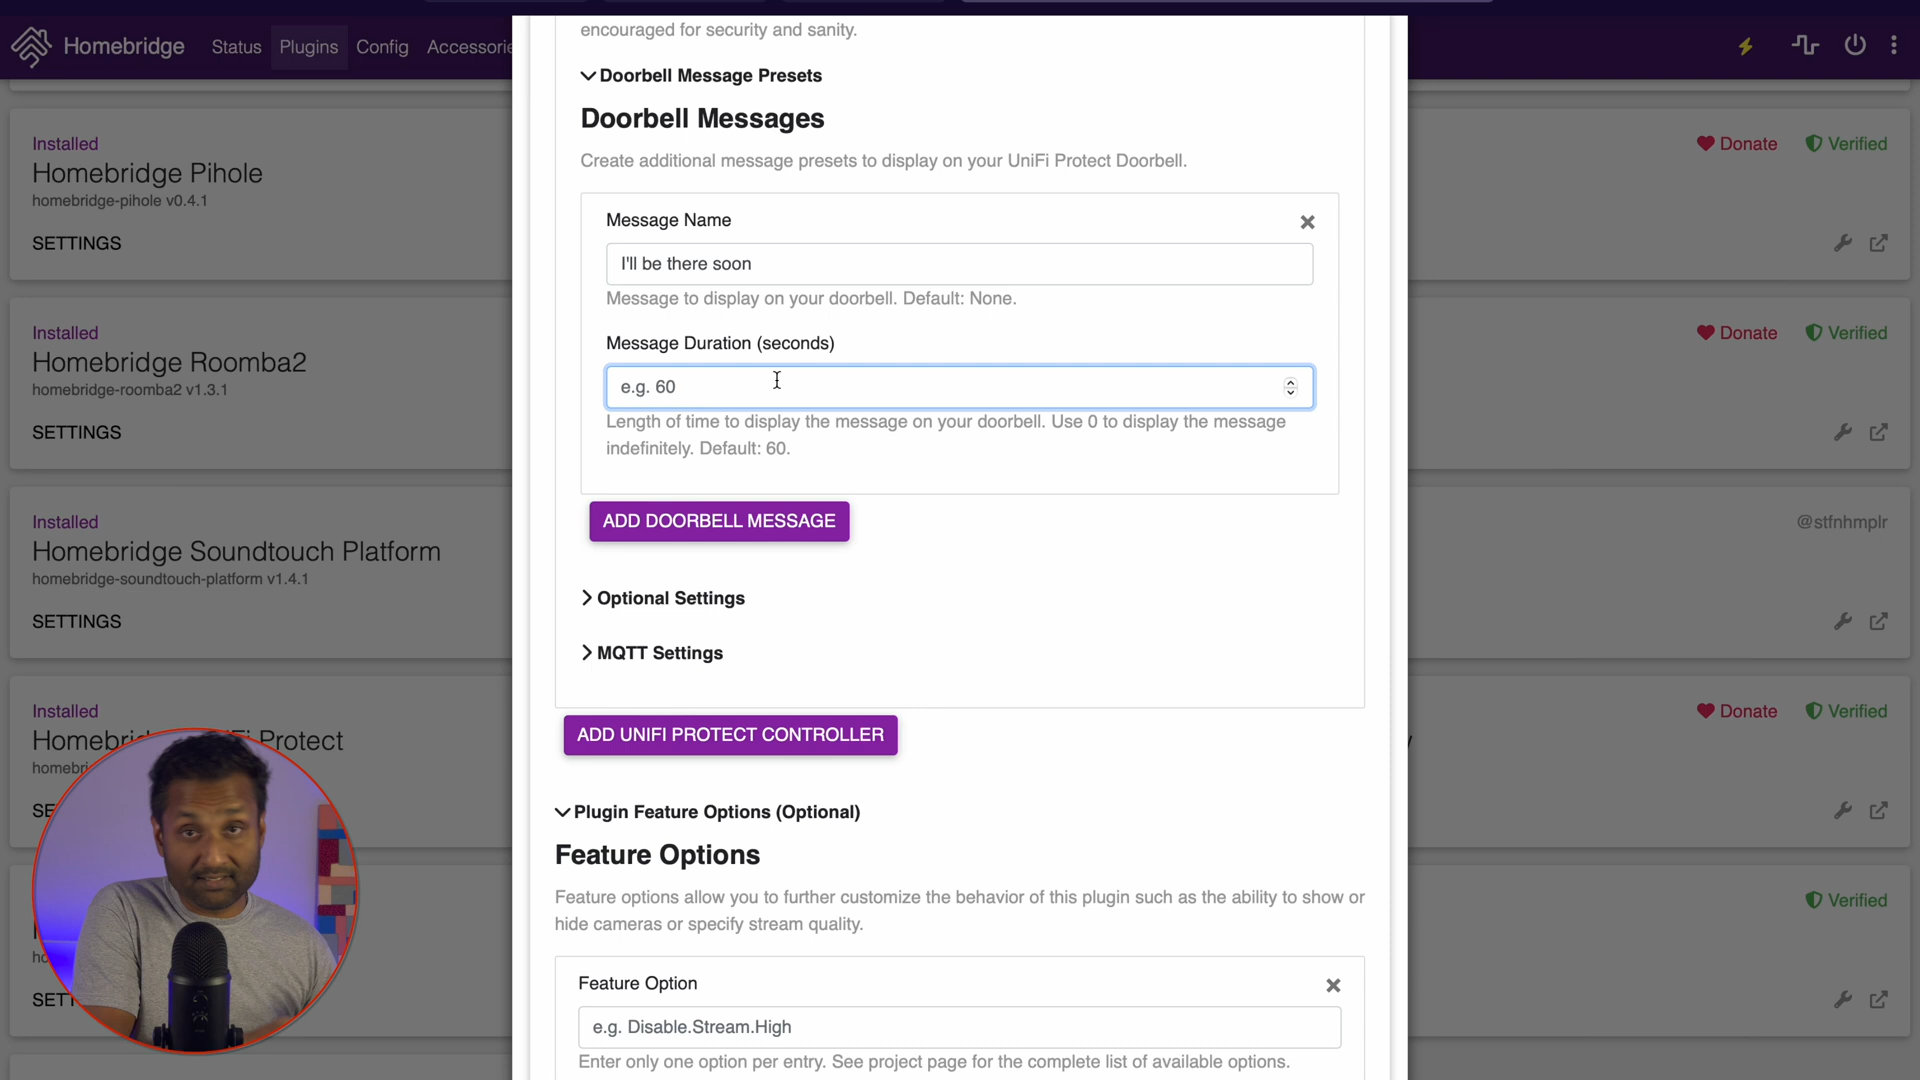 Homebridge
Status
Plugins
Config
Accessorie
encouraged for security and sanity.
Doorbell Message Presets
Doorbell Messages
Create additional message presets to display on your UniFi Protect Doorbell.
Message Name
I'll be there soon
Message to display on your doorbell. Default: None.
Message Duration (seconds)
e.g. 60
Length of time to display the message on your doorbell. Use 0 to display the message
indefinitely. Default: 60.
ADD DOORBELL MESSAGE
Optional Settings
MQTT Settings
ADD UNIFI PROTECT CONTROLLER
Plugin Feature Options (Optional)
Feature Options
Feature options allow you to further customize the behavior of this plugin such as the ability to show or
hide cameras or specify stream quality.
Feature Option
e.g. Disable.Stream.High
Enter only one option per entry. See project page for the complete list of available options.
Installed
Homebridge Pihole
homebridge-pihole v0.4.1
SETTINGS
Donate
Verified
Installed
Homebridge Roomba2
homebridge-roomba2 v1.3.1
SETTINGS
Donate
Verified
Installed
Homebridge Soundtouch Platform
homebridge-soundtouch-platform v1.4.1
SETTINGS
@stfnhmplr
Installed
Protect
Donate
Verified
Verified